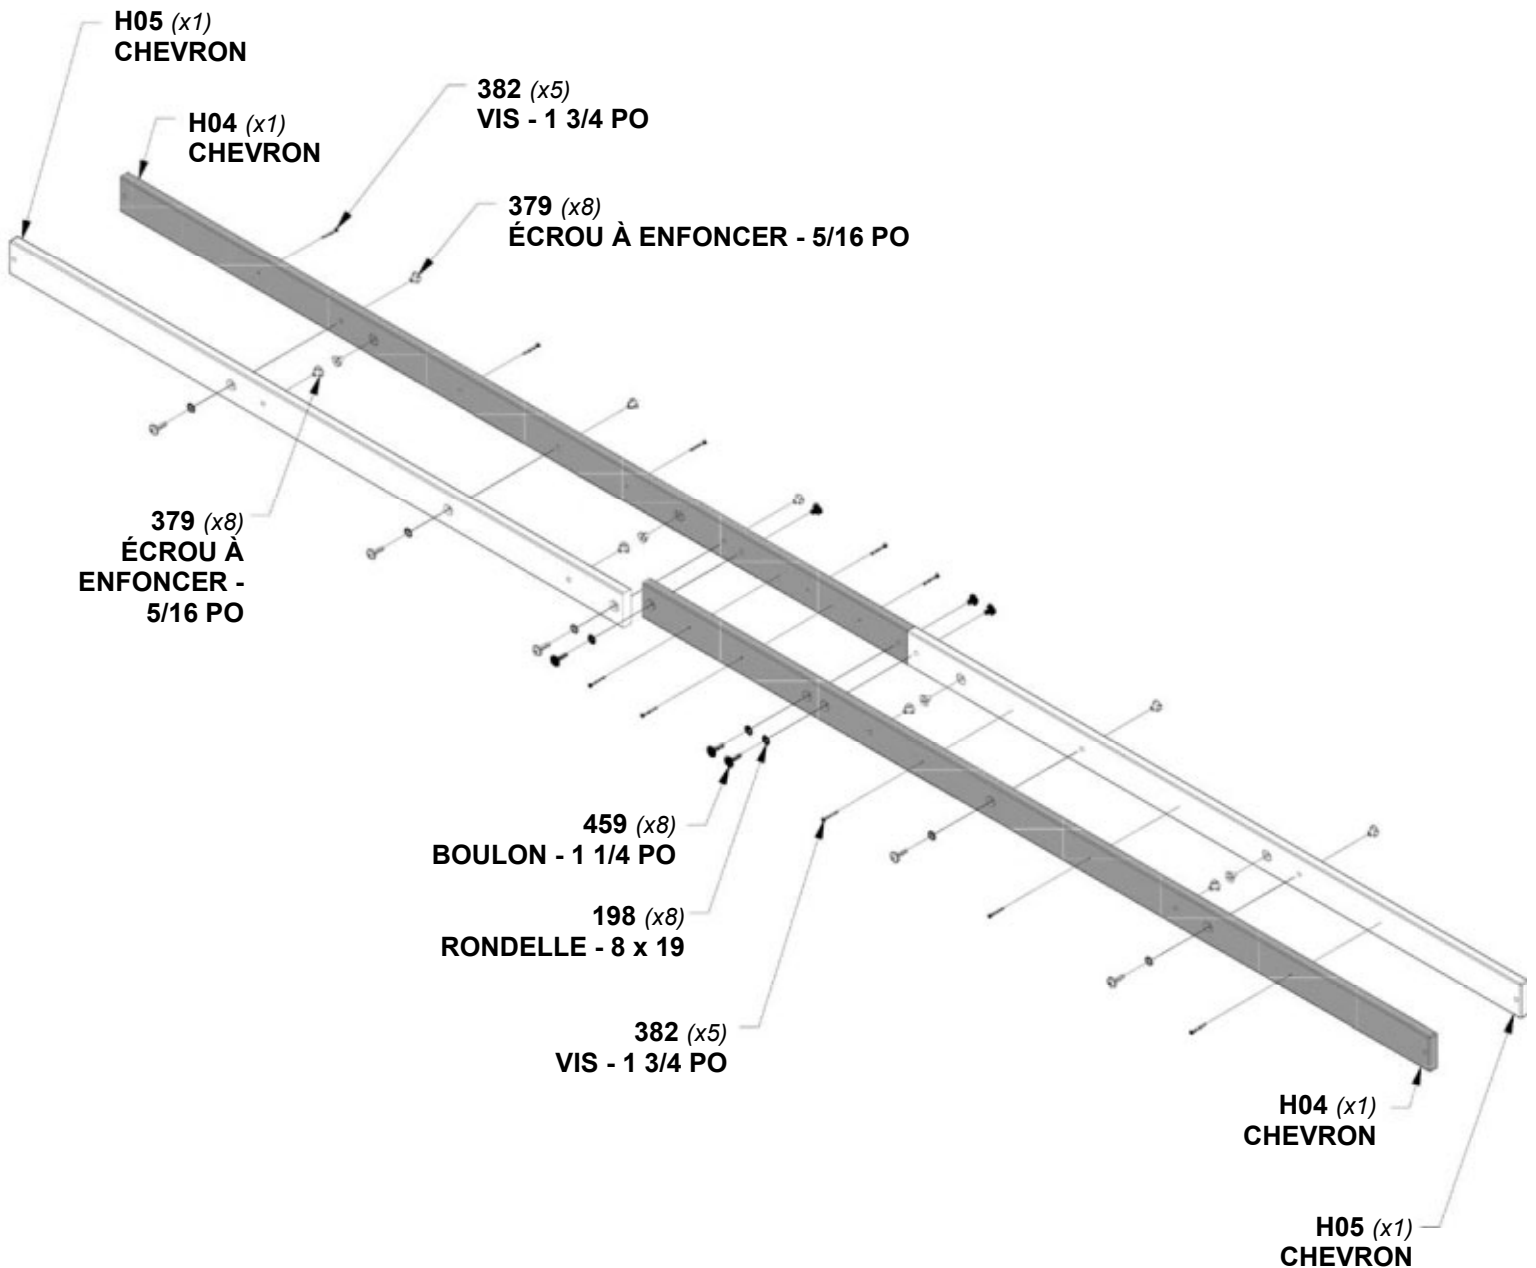 H05 (x1)
CHEVRON
382 (x5)
VIS - 1 3/4 PO
H04 (x1)
CHEVRON
379 (x8)
ÉCROU À ENFONCER - 5/16 PO
379 (x8)
ÉCROU À
ENFONCER -
5/16 PO
459 (x8)
BOULON - 1 1/4 PO
198 (x8)
RONDELLE - 8 x 19
382 (x5)
VIS - 1 3/4 PO
H04 (x1)
CHEVRON
H05 (x1)
CHEVRON